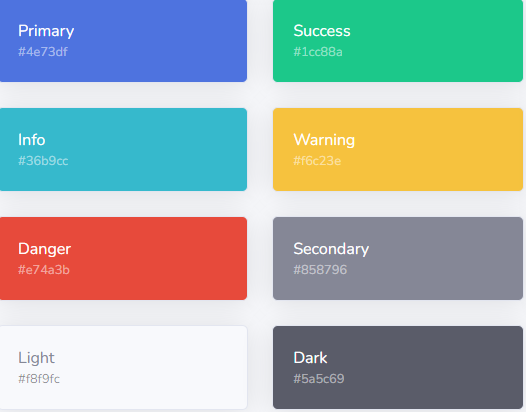 Primary
#4e73df
Success
#1cc88a
Info
#36b9cc
Warning
#f6c23e
Danger
#e74a3b
Secondary
#858796
Light
#f8f9fc
Dark
#5a5c69